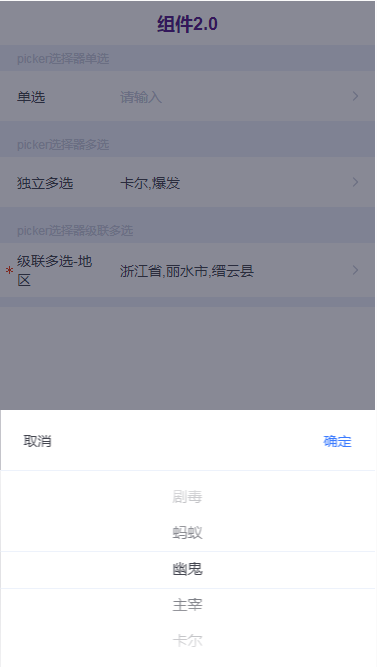 组件2.0
picker选择器单选
单选 请输入
picker选择器多选
独立多选 卡尔,爆发
picker选择器级联多选
*级联多选-地区 浙江省,丽水市,缙云县
取消 确定
剧毒
蚂蚁
幽鬼
主宰
卡尔